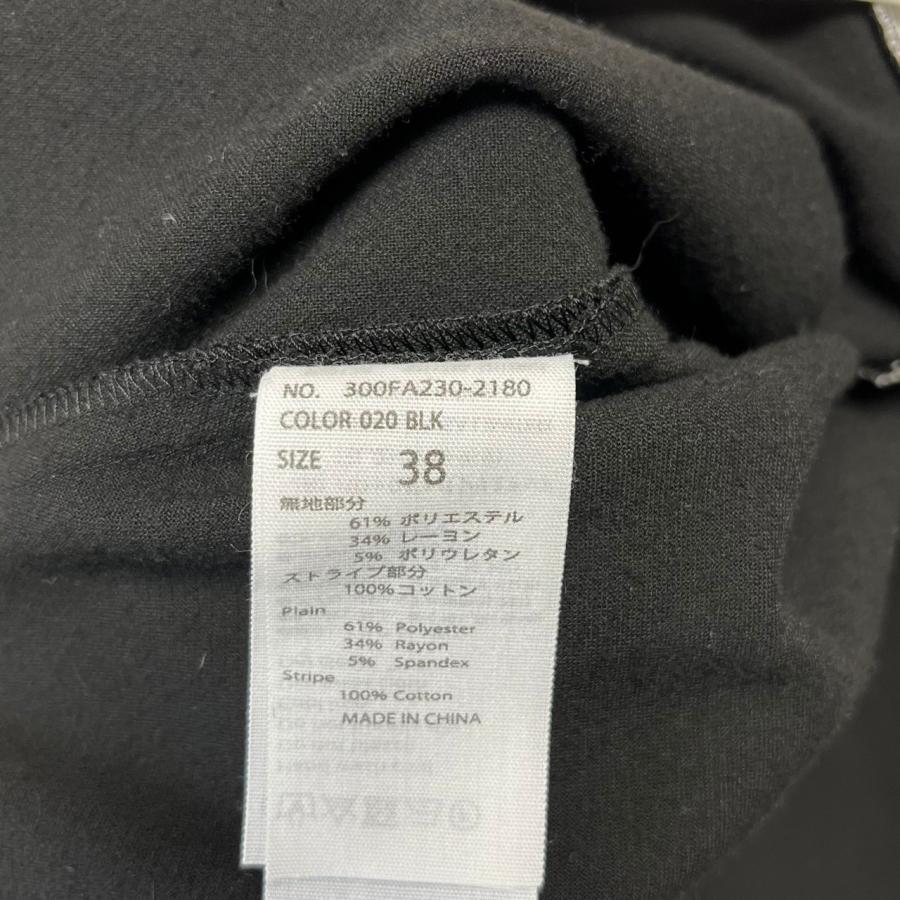 NO. 300FA230-2180
COLOR 020 BLK
SIZE 38
無地部分
61% ポリエステル
34% レーヨン
5% ポリウレタン
ストライプ部分
100%コットン
Plain
61% Polyester
34% Rayon
5% Spandex
Stripe
100% Cotton
MADE IN CHINA